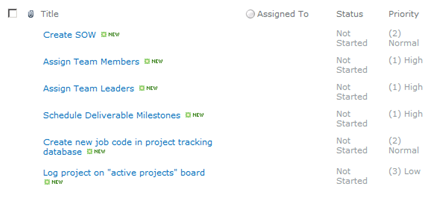 Title Assigned To Status Priority
Create SOW NEW Not Started (2) Normal
Assign Team Members NEW Not Started (1) High
Assign Team Leaders NEW Not Started (1) High
Schedule Deliverable Milestones NEW Not Started (1) High
Create new job code in project tracking database NEW Not Started (2) Normal
Log project on "active projects" board NEW Not Started (3) Low